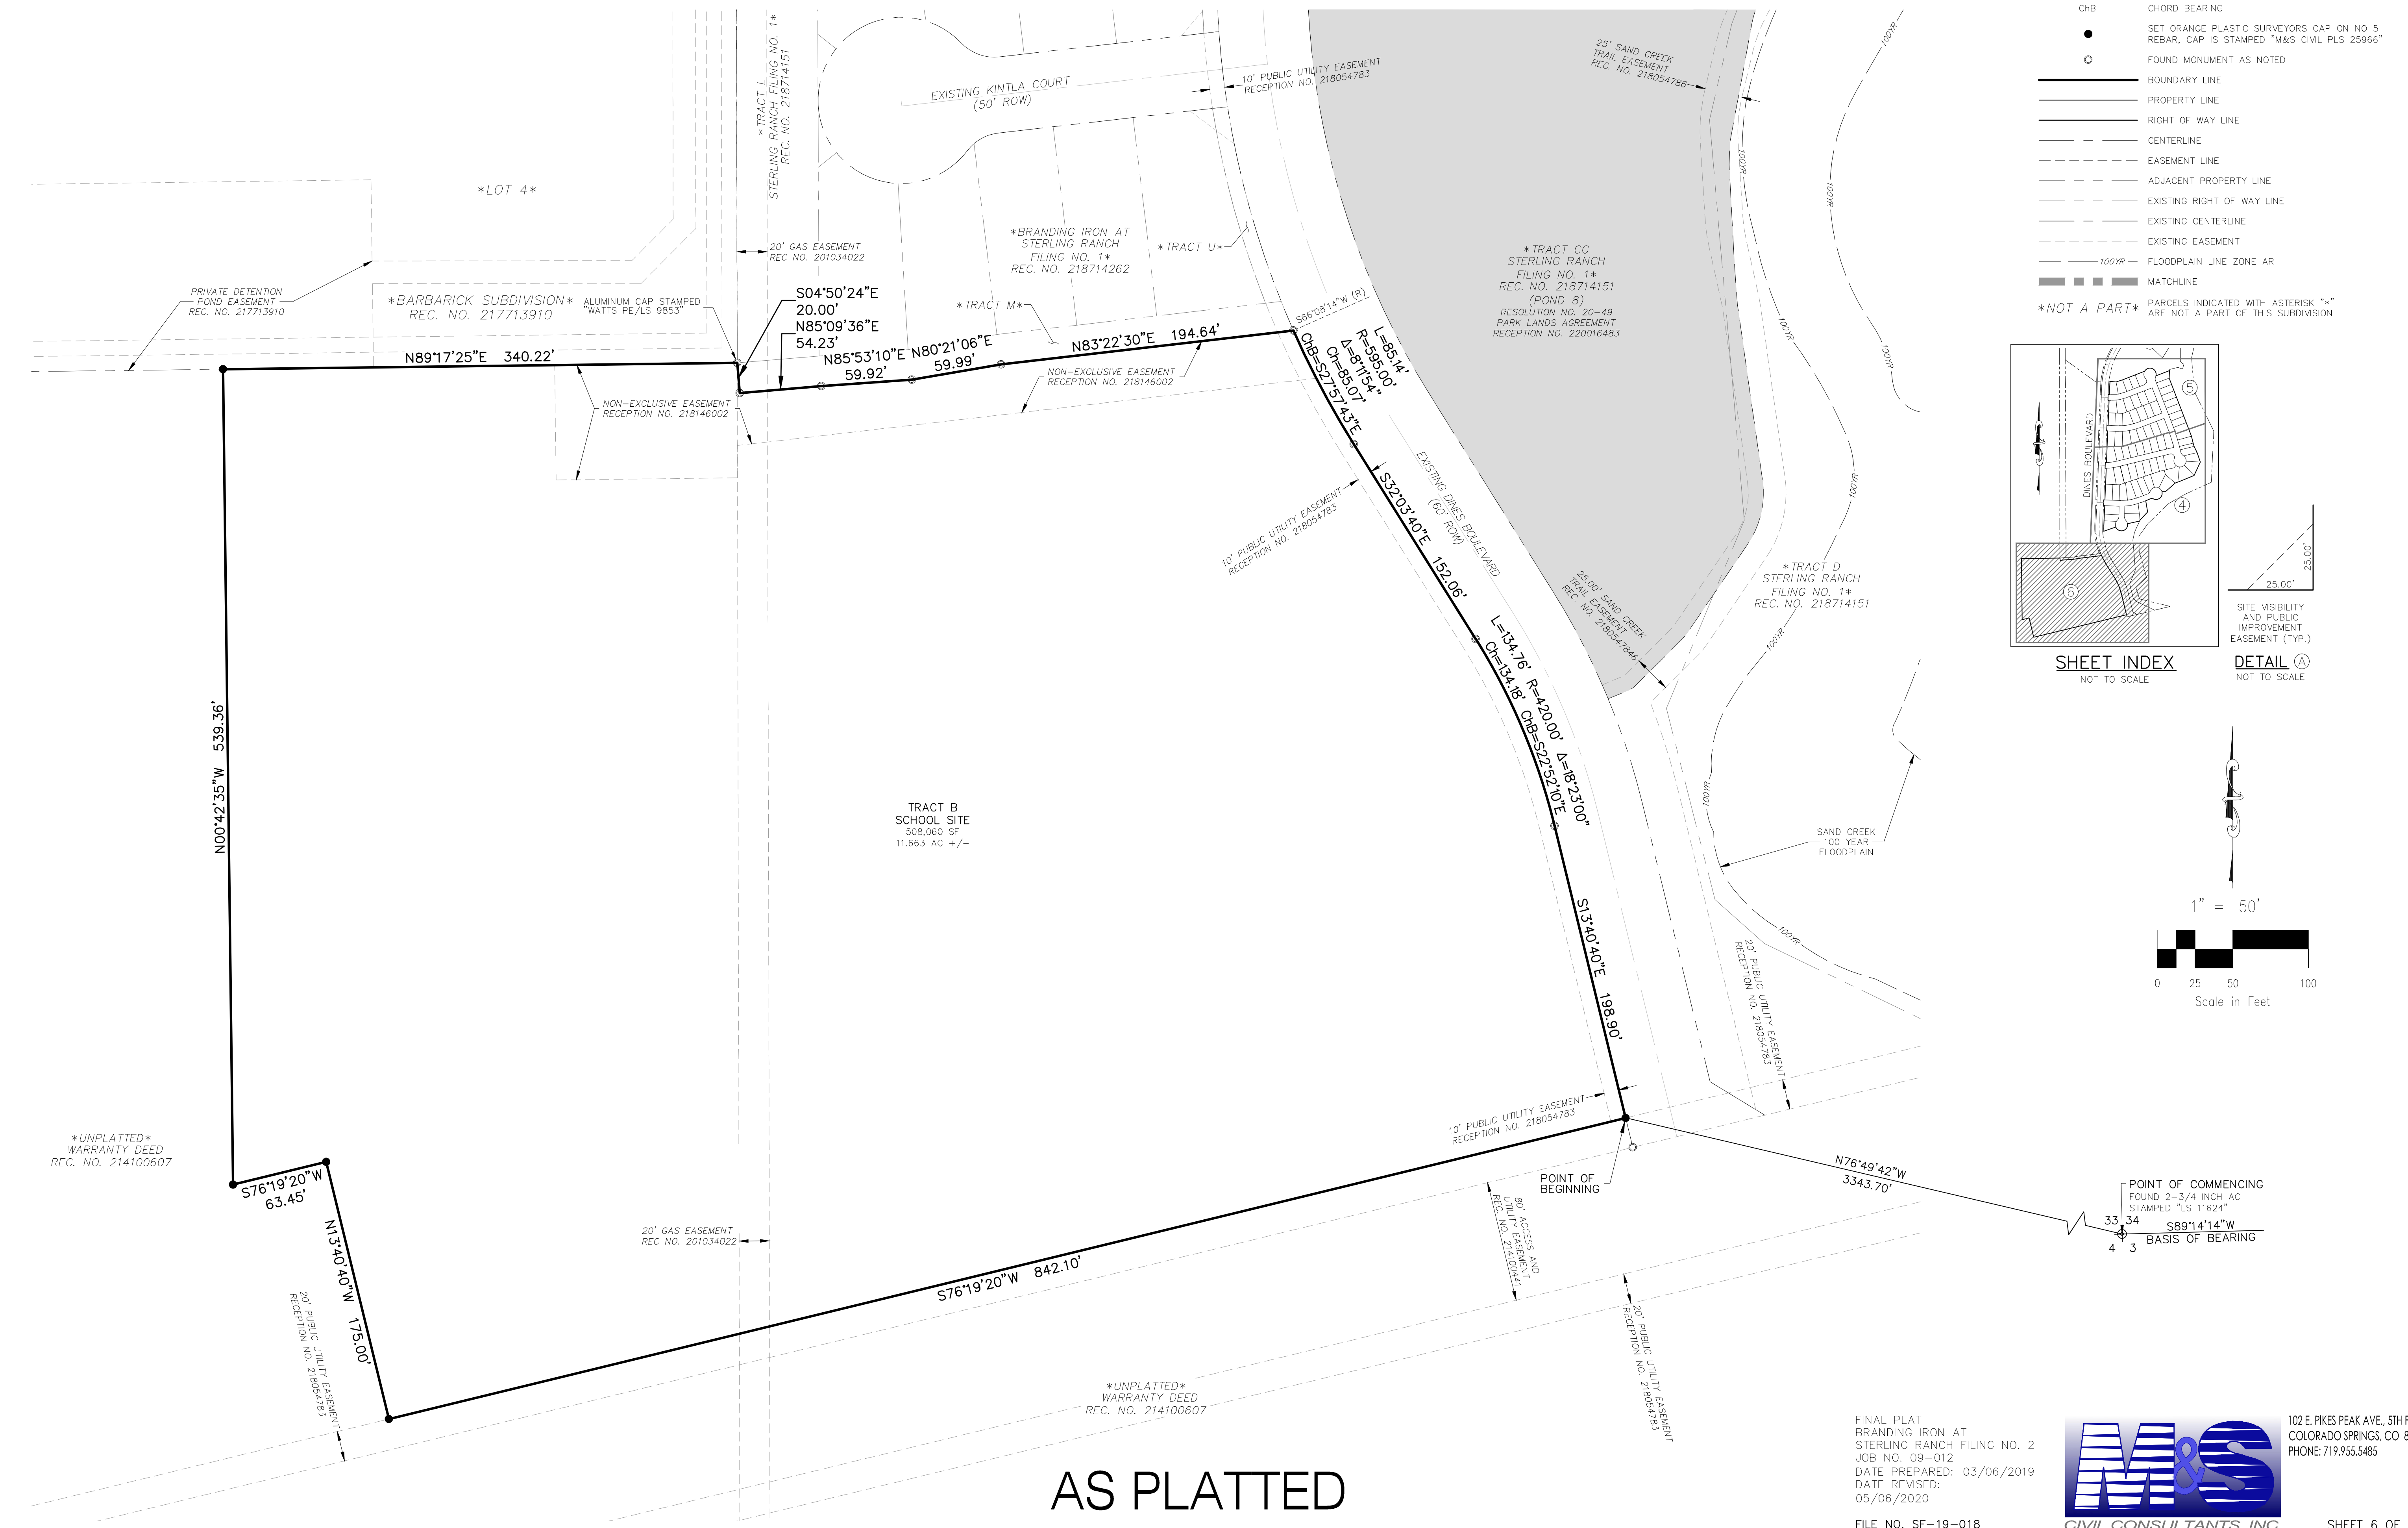 ChB CHORD BEARING
SET ORANGE PLASTIC SURVEYORS CAP ON NO 5
REBAR, CAP IS STAMPED "M&S CIVIL PLS 25966"
FOUND MONUMENT AS NOTED
BOUNDARY LINE
PROPERTY LINE
RIGHT OF WAY LINE
CENTERLINE
EASEMENT LINE
ADJACENT PROPERTY LINE
EXISTING RIGHT OF WAY LINE
EXISTING CENTERLINE
EXISTING EASEMENT
100YR FLOODPLAIN LINE ZONE AR
MATCHLINE
*NOT A PART* PARCELS INDICATED WITH ASTERISK "*"
ARE NOT A PART OF THIS SUBDIVISION
*TRACT L
STERLING RANCH FILING NO. 1*
REC. NO. 218714151
EXISTING KINTLA COURT
(50' ROW)
10' PUBLIC UTILITY EASEMENT
RECEPTION NO. 218054783
25' SAND CREEK
TRAIL EASEMENT
REC. NO. 218054786
100YR
100YR
100YR
100YR
100YR
100YR
100YR
100YR
100YR
*LOT 4*
20' GAS EASEMENT
REC NO. 201034022
*BRANDING IRON AT
STERLING RANCH
FILING NO. 1*
REC. NO. 218714262
*TRACT U*
*TRACT M*
*TRACT CC
STERLING RANCH
FILING NO. 1*
REC. NO. 218714151
(POND 8)
RESOLUTION NO. 20-49
PARK LANDS AGREEMENT
RECEPTION NO. 220016483
PRIVATE DETENTION
POND EASEMENT
REC. NO. 217713910
*BARBARICK SUBDIVISION*
REC. NO. 217713910
ALUMINUM CAP STAMPED
"WATTS PE/LS 9853"
S04°50'24"E
20.00'
N85°09'36"E
54.23'
N89°17'25"E 340.22'
N85°53'10"E
59.92'
N80°21'06"E
59.99'
N83°22'30"E 194.64'
S66°08'14"W (R)
L=85.14'
R=595.00'
Δ=8°11'54"
Ch=85.07'
ChB=S27°57'43"E
NON-EXCLUSIVE EASEMENT
RECEPTION NO. 218146002
NON-EXCLUSIVE EASEMENT
RECEPTION NO. 218146002
10' PUBLIC UTILITY EASEMENT
RECEPTION NO. 218054783
S32°03'40"E 152.06'
EXISTING DINES BOULEVARD
(60' ROW)
25.00' SAND CREEK
TRAIL EASEMENT
REC. NO. 2180547846
*TRACT D
STERLING RANCH
FILING NO. 1*
REC. NO. 218714151
L=134.76' R=420.00' Δ=18°23'00"
Ch=134.18' ChB=S22°52'10"E
N00°42'35"W 539.36'
TRACT B
SCHOOL SITE
508,060 SF
11.663 AC +/-
SAND CREEK
100 YEAR
FLOODPLAIN
S13°40'40"E 198.90'
20' PUBLIC UTILITY EASEMENT
RECEPTION NO. 218054783
DINES BOULEVARD
5
4
6
SHEET INDEX
NOT TO SCALE
25.00'
25.00'
SITE VISIBILITY
AND PUBLIC
IMPROVEMENT
EASEMENT (TYP.)
DETAIL A
NOT TO SCALE
1" = 50'
0 25 50 100
Scale in Feet
10' PUBLIC UTILITY EASEMENT
RECEPTION NO. 218054783
POINT OF
BEGINNING
N76°49'42"W
3343.70'
POINT OF COMMENCING
FOUND 2-3/4 INCH AC
STAMPED "LS 11624"
33 34
4 3
S89°14'14"W
BASIS OF BEARING
*UNPLATTED*
WARRANTY DEED
REC. NO. 214100607
S76°19'20"W
63.45'
N13°40'40"W 175.00'
20' PUBLIC UTILITY EASEMENT
RECEPTION NO. 218054783
20' GAS EASEMENT
REC NO. 201034022
S76°19'20"W 842.10'
80' ACCESS AND
UTILITY EASEMENT
REC. NO. 214100441
20' PUBLIC UTILITY EASEMENT
RECEPTION NO. 218054783
*UNPLATTED*
WARRANTY DEED
REC. NO. 214100607
AS PLATTED
FINAL PLAT
BRANDING IRON AT
STERLING RANCH FILING NO. 2
JOB NO. 09-012
DATE PREPARED: 03/06/2019
DATE REVISED:
05/06/2020
FILE NO. SF-19-018
M&S
CIVIL CONSULTANTS, INC.
102 E. PIKES PEAK AVE., 5TH
COLORADO SPRINGS, CO
PHONE: 719.955.5485
SHEET 6 OF